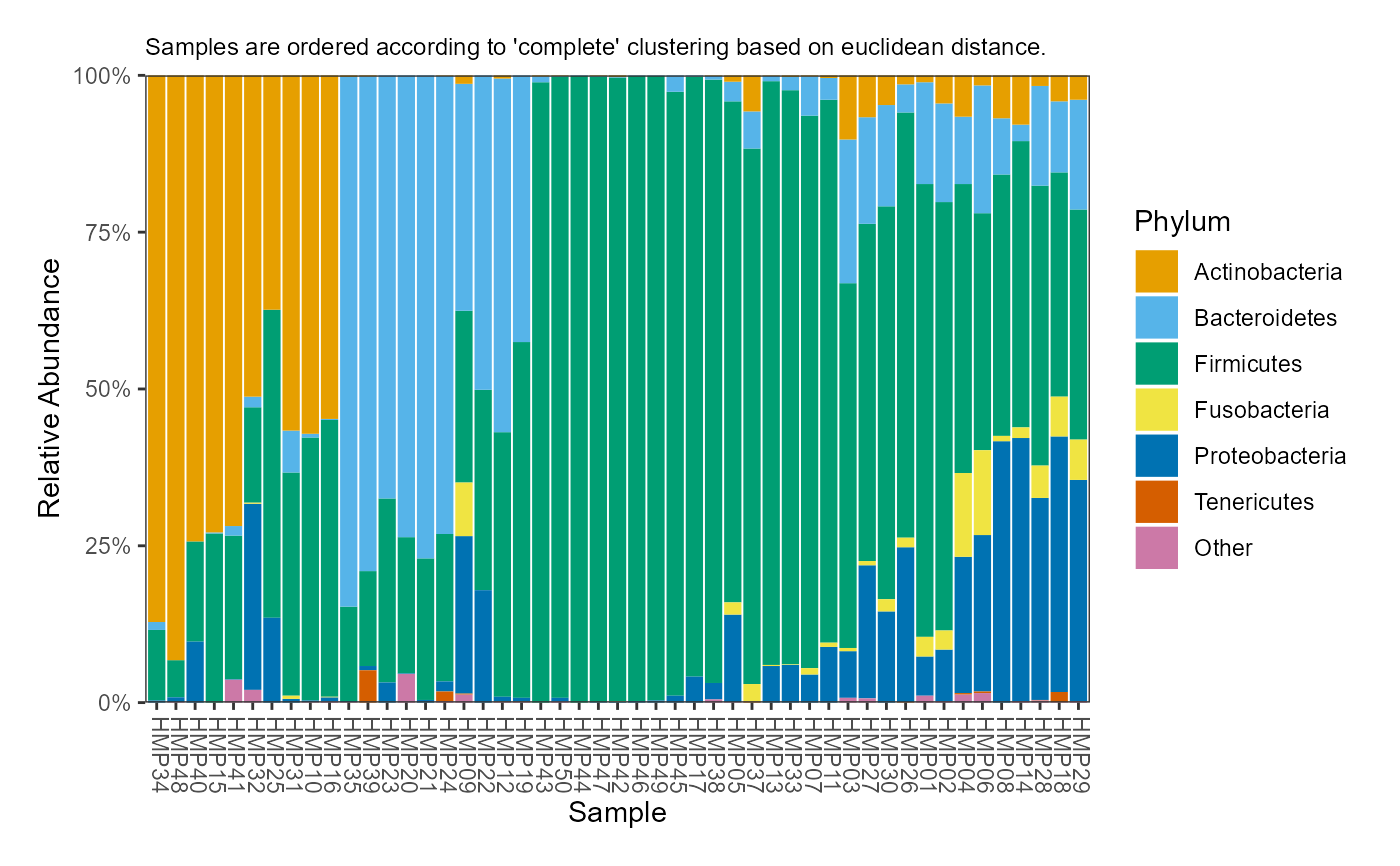 Samples are ordered according to 'complete' clustering based on euclidean distance.
100%
75%
50%
25%
0%
Relative Abundance
HMP34
HMP48
HMP40
HMP15
HMP41
HMP32
HMP25
HMP31
HMP10
HMP16
HMP35
HMP39
HMP23
HMP20
HMP21
HMP24
HMP09
HMP22
HMP12
HMP19
HMP43
HMP50
HMP44
HMP47
HMP42
HMP46
HMP49
HMP45
HMP17
HMP38
HMP05
HMP37
HMP13
HMP33
HMP07
HMP11
HMP03
HMP27
HMP30
HMP26
HMP01
HMP02
HMP04
HMP06
HMP08
HMP14
HMP28
HMP18
HMP29
Sample
Phylum
Actinobacteria
Bacteroidetes
Firmicutes
Fusobacteria
Proteobacteria
Tenericutes
Other